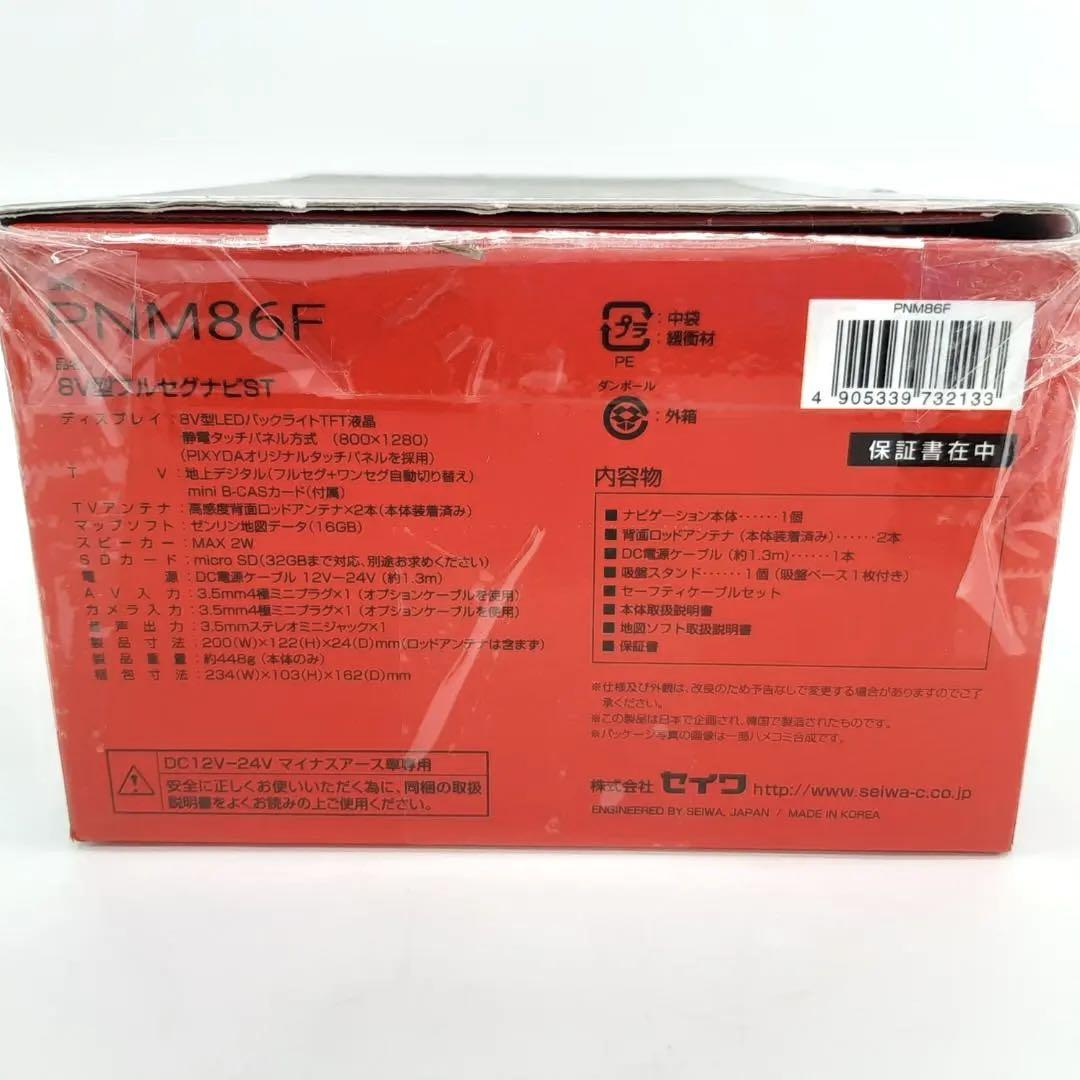 PNM86F
8V型フルセグナビST
ディスプレイ：8V型LEDバックライトTFT液晶
静電タッチパネル方式 （800×1280）
（PIXYDAオリジナルタッチパネルを採用）
T V：地上デジタル（フルセグ+ワンセグ自動切り替え）
mini B-CASカード（付属）
TVアンテナ：高感度背面ロッドアンテナ×2本（本体装着済み）
マップソフト：ゼンリン地図データ（16GB）
スピーカー：MAX 2W
SDカード：micro SD（32GBまで対応、別途お求めください）
電 源：DC電源ケーブル 12V−24V（約1.3m）
A-V入力：3.5mm4極ミニプラグ×1（オプションケーブルを使用）
カメラ入力：3.5mm4極ミニプラグ×1（オプションケーブルを使用）
音声出力：3.5mmステレオミニジャック×1
製品寸法：200(W)×122(H)×24(D)mm（ロッドアンテナは含まず）
製品重量：約448g（本体のみ）
梱包寸法：234(W)×103(H)×162(D)mm
DC12V−24V マイナスアース車専用
安全に正しくお使いいただく為に、同梱の取扱
説明書をよくお読みの上ご使用ください。
プラ：中袋
：緩衝材
PE
ダンボール
：外箱
PNM86F
4 905339 732133
保証書在中
内容物
■ ナビゲーション本体‥‥‥1個
■ 背面ロッドアンテナ（本体装着済み）‥‥‥2本
■ DC電源ケーブル（約1.3m）‥‥‥1本
■ 吸盤スタンド‥‥‥1個（吸盤ベース1枚付き）
■ セーフティケーブルセット
■ 本体取扱説明書
■ 地図ソフト取扱説明書
■ 保証書
※仕様及び外観は、改良のため予告なしで変更する場合がありますのでご了
承ください。
※この製品は日本で企画され、韓国で製造されたものです。
※パッケージ写真の画像は一部ハメコミ合成です。
株式会社 セイワ http://www.seiwa-c.co.jp
ENGINEERED BY SEIWA, JAPAN / MADE IN KOREA